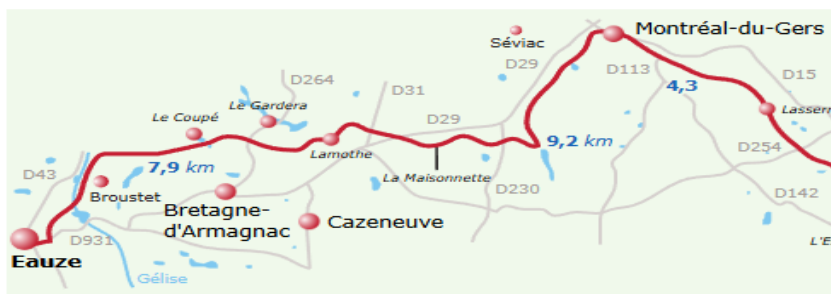 Montréal-du-Gers
Séviac
D29
D113
4,3
D15
D264
D31
Le Gardera
Le Coupé
D29
Lamothe
9,2 km
D254
7,9 km
La Maisonnette
D43
Broustet
D230
D142
Bretagne-
d'Armagnac
Cazeneuve
D931
Eauze
Gélise